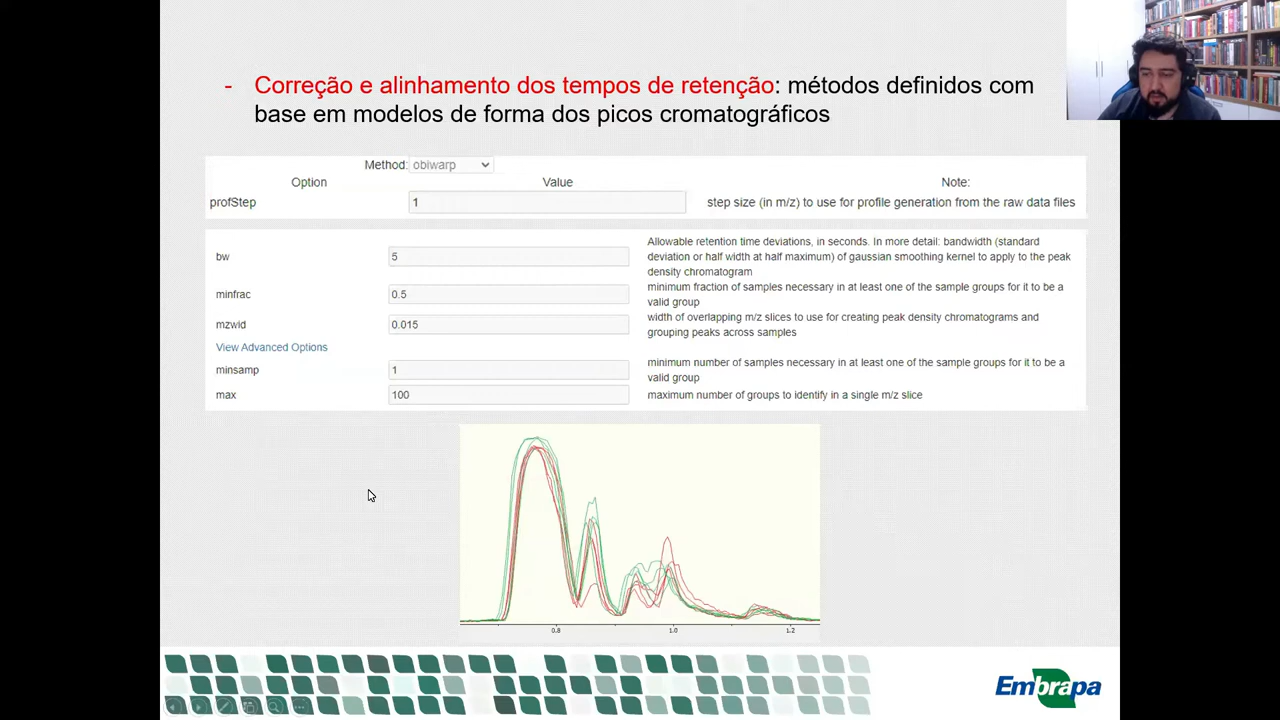 - Correção e alinhamento dos tempos de retenção: métodos definidos com
base em modelos de forma dos picos cromatográficos
Method: obiwarp
Option Value Note:
profStep 1 step size (in m/z) to use for profile generation from the raw data files
bw 5 Allowable retention time deviations, in seconds. In more detail: bandwidth (standard
deviation or half width at half maximum) of gaussian smoothing kernel to apply to the peak
density chromatogram
minfrac 0.5 minimum fraction of samples necessary in at least one of the sample groups for it to be a
valid group
mzwid 0.015 width of overlapping m/z slices to use for creating peak density chromatograms and
grouping peaks across samples
View Advanced Options
minsamp 1 minimum number of samples necessary in at least one of the sample groups for it to be a
valid group
max 100 maximum number of groups to identify in a single m/z slice
0.8 1.0 1.2
Embrapa